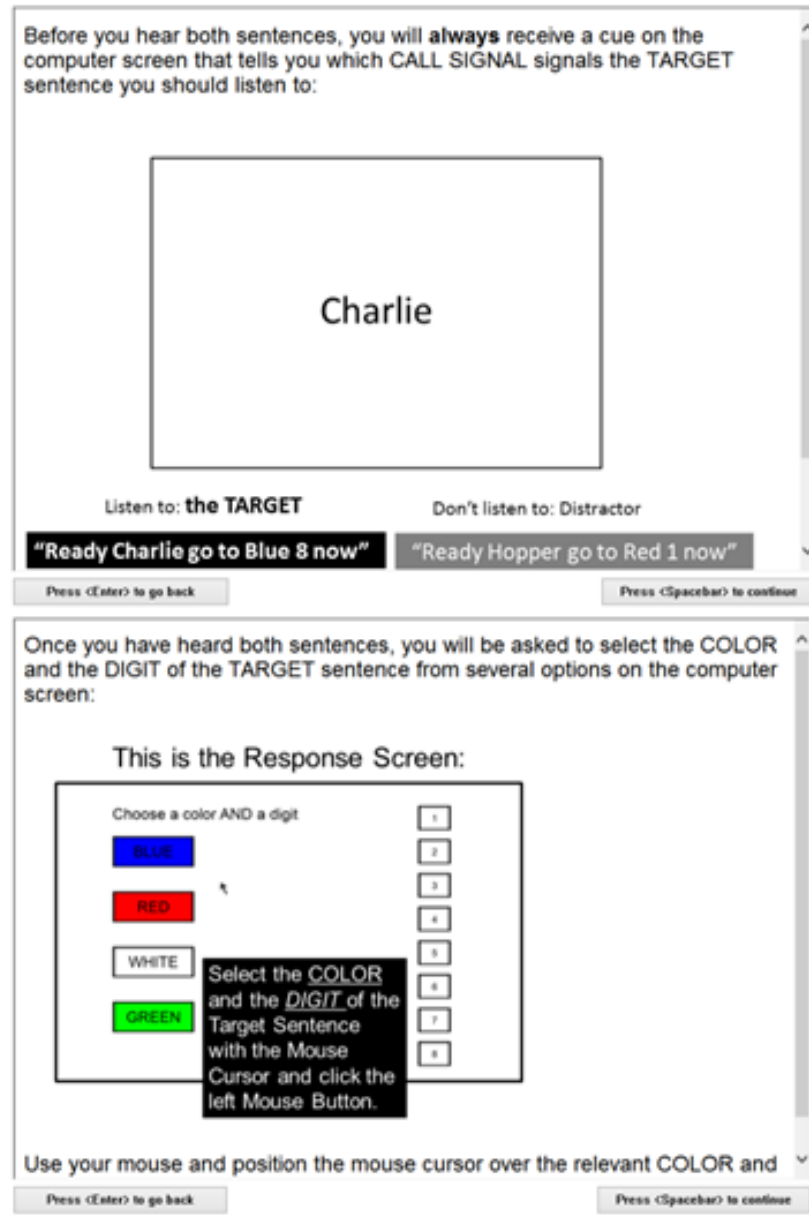 Before you hear both sentences, you will always receive a cue on the
computer screen that tells you which CALL SIGNAL signals the TARGET
sentence you should listen to:
Charlie
Listen to: the TARGET
Don't listen to: Distractor
"Ready Charlie go to Blue 8 now"
"Ready Hopper go to Red 1 now"
Press <Enter> to go back
Press <Spacebar> to continue
Once you have heard both sentences, you will be asked to select the COLOR
and the DIGIT of the TARGET sentence from several options on the computer
screen:
This is the Response Screen:
Choose a color AND a digit
BLUE
RED
WHITE
GREEN
1
2
3
4
5
6
7
8
Select the COLOR
and the DIGIT of the
Target Sentence
with the Mouse
Cursor and click the
left Mouse Button.
Use your mouse and position the mouse cursor over the relevant COLOR and
Press <Enter> to go back
Press <Spacebar> to continue